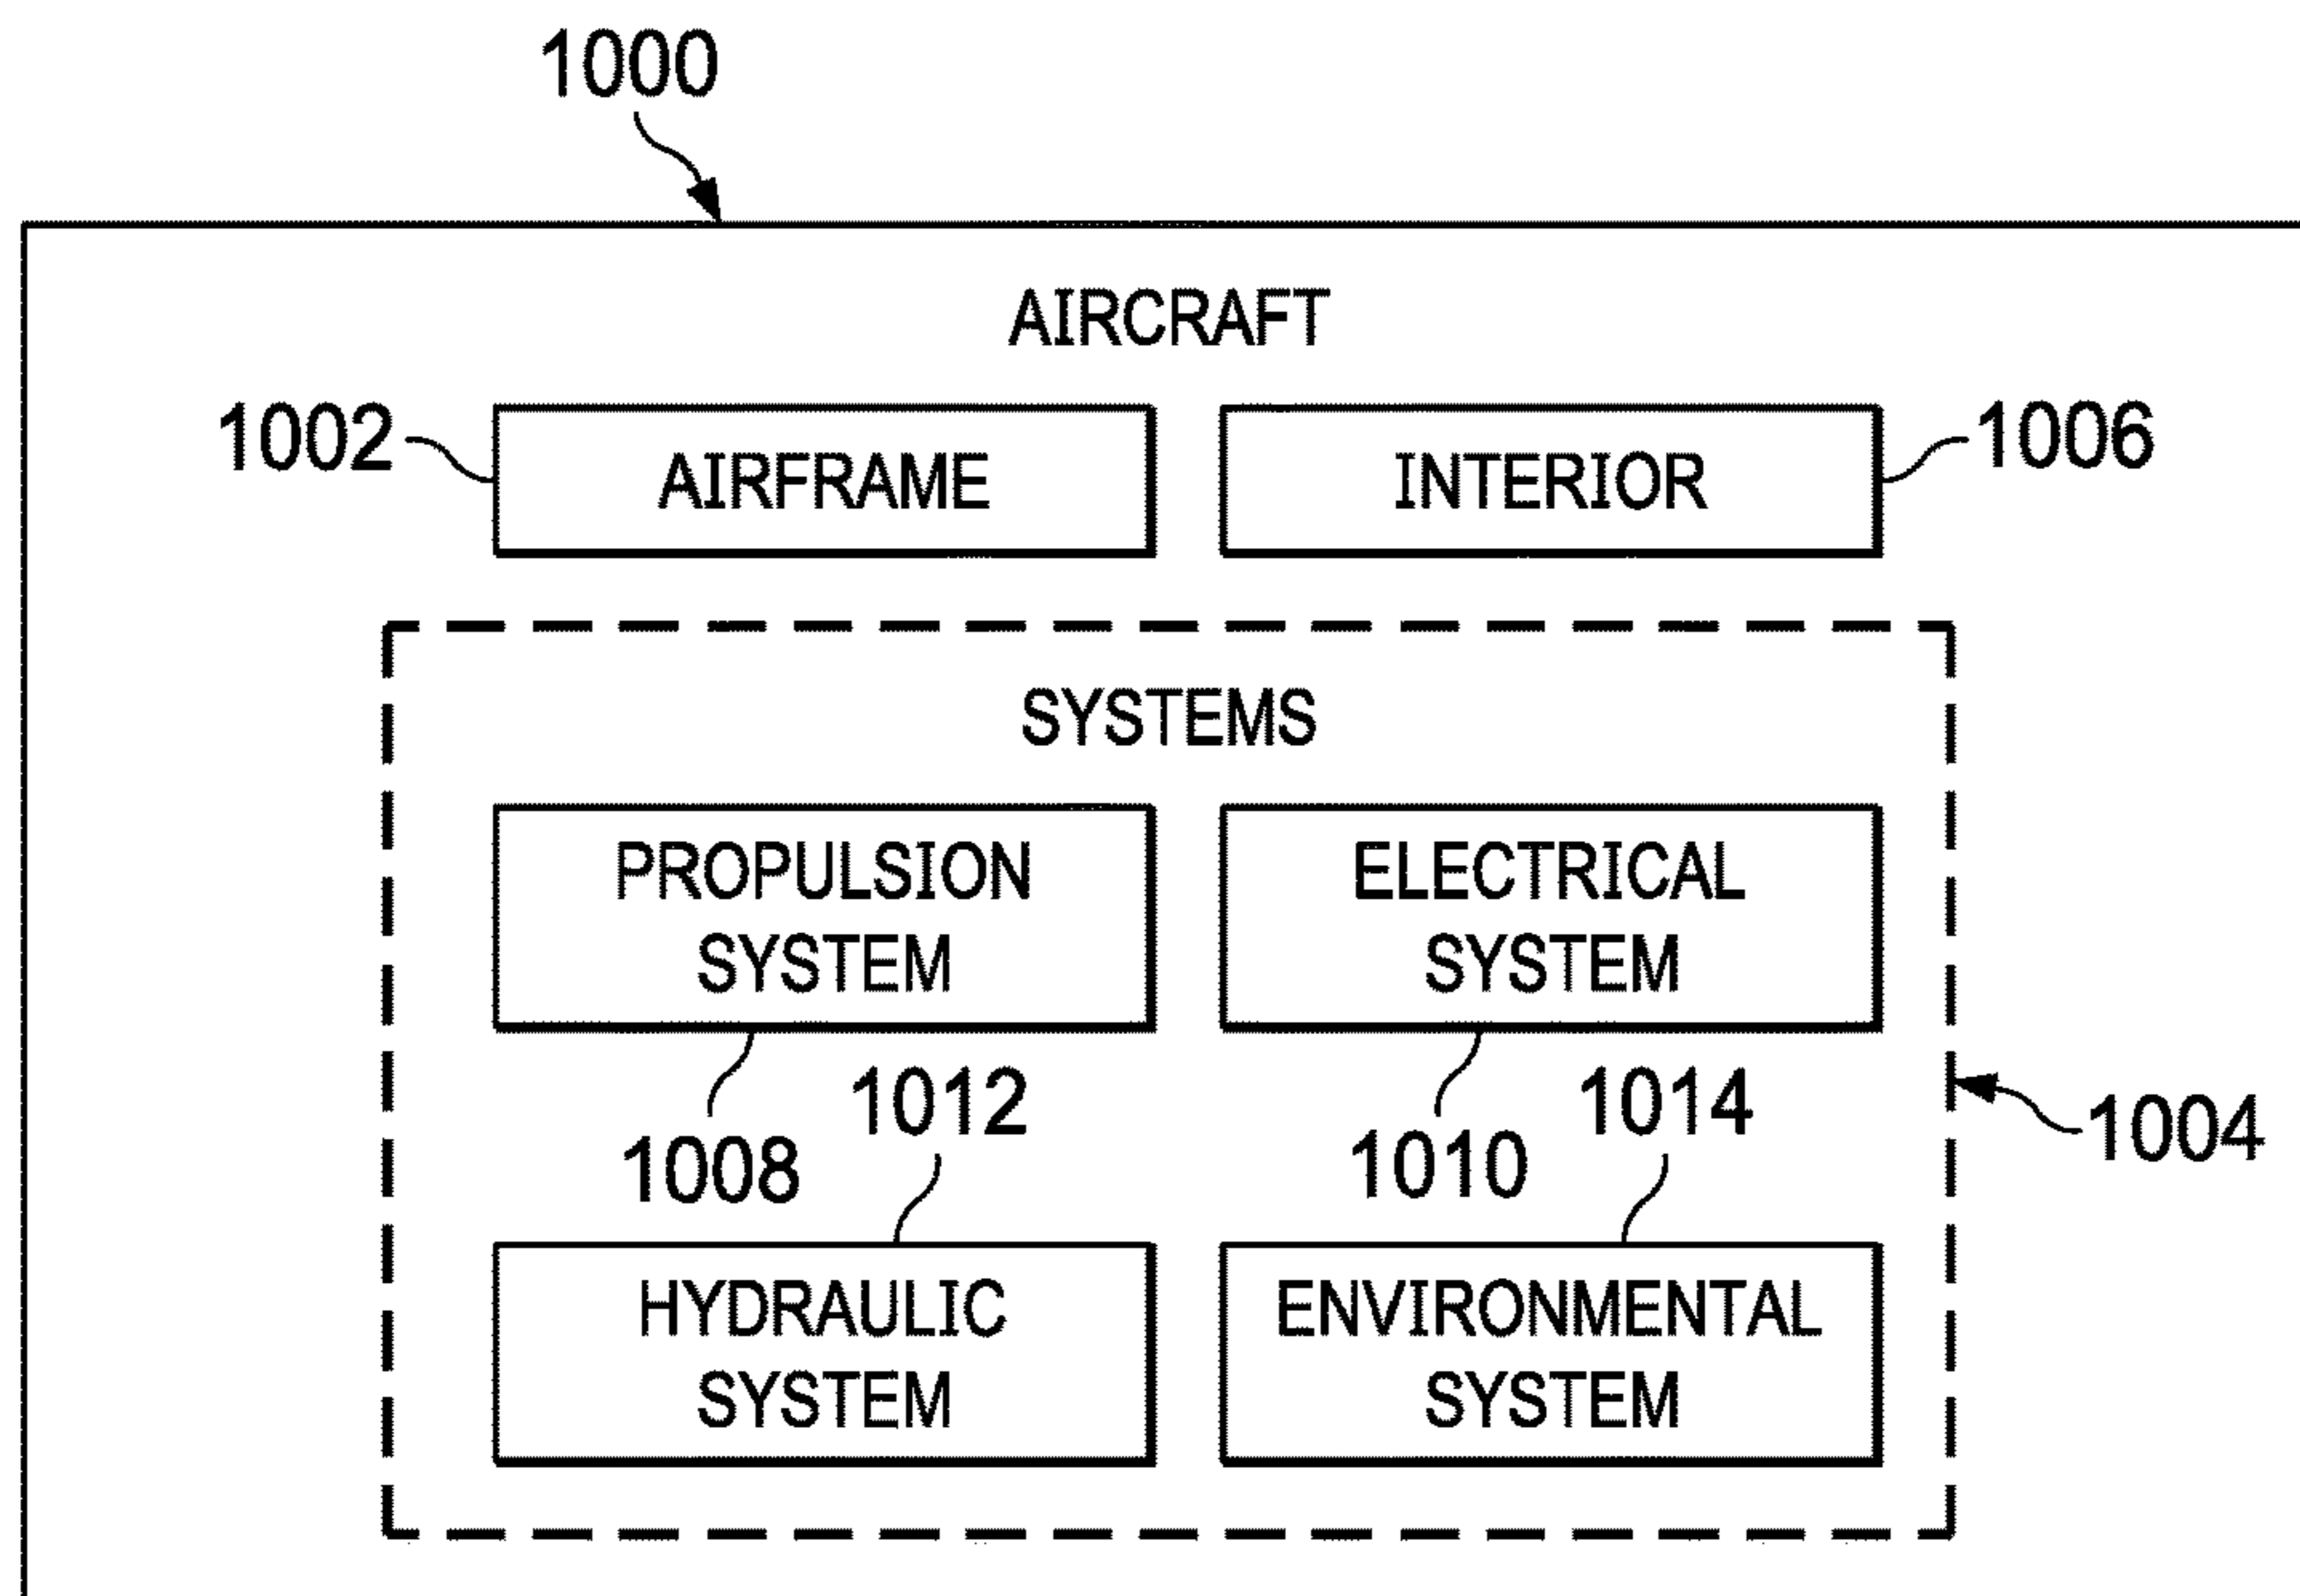 1000
AIRCRAFT
1002
AIRFRAME
INTERIOR
1006
SYSTEMS
PROPULSION
SYSTEM
ELECTRICAL
SYSTEM
1008
1012
1010
1014
1004
HYDRAULIC
SYSTEM
ENVIRONMENTAL
SYSTEM